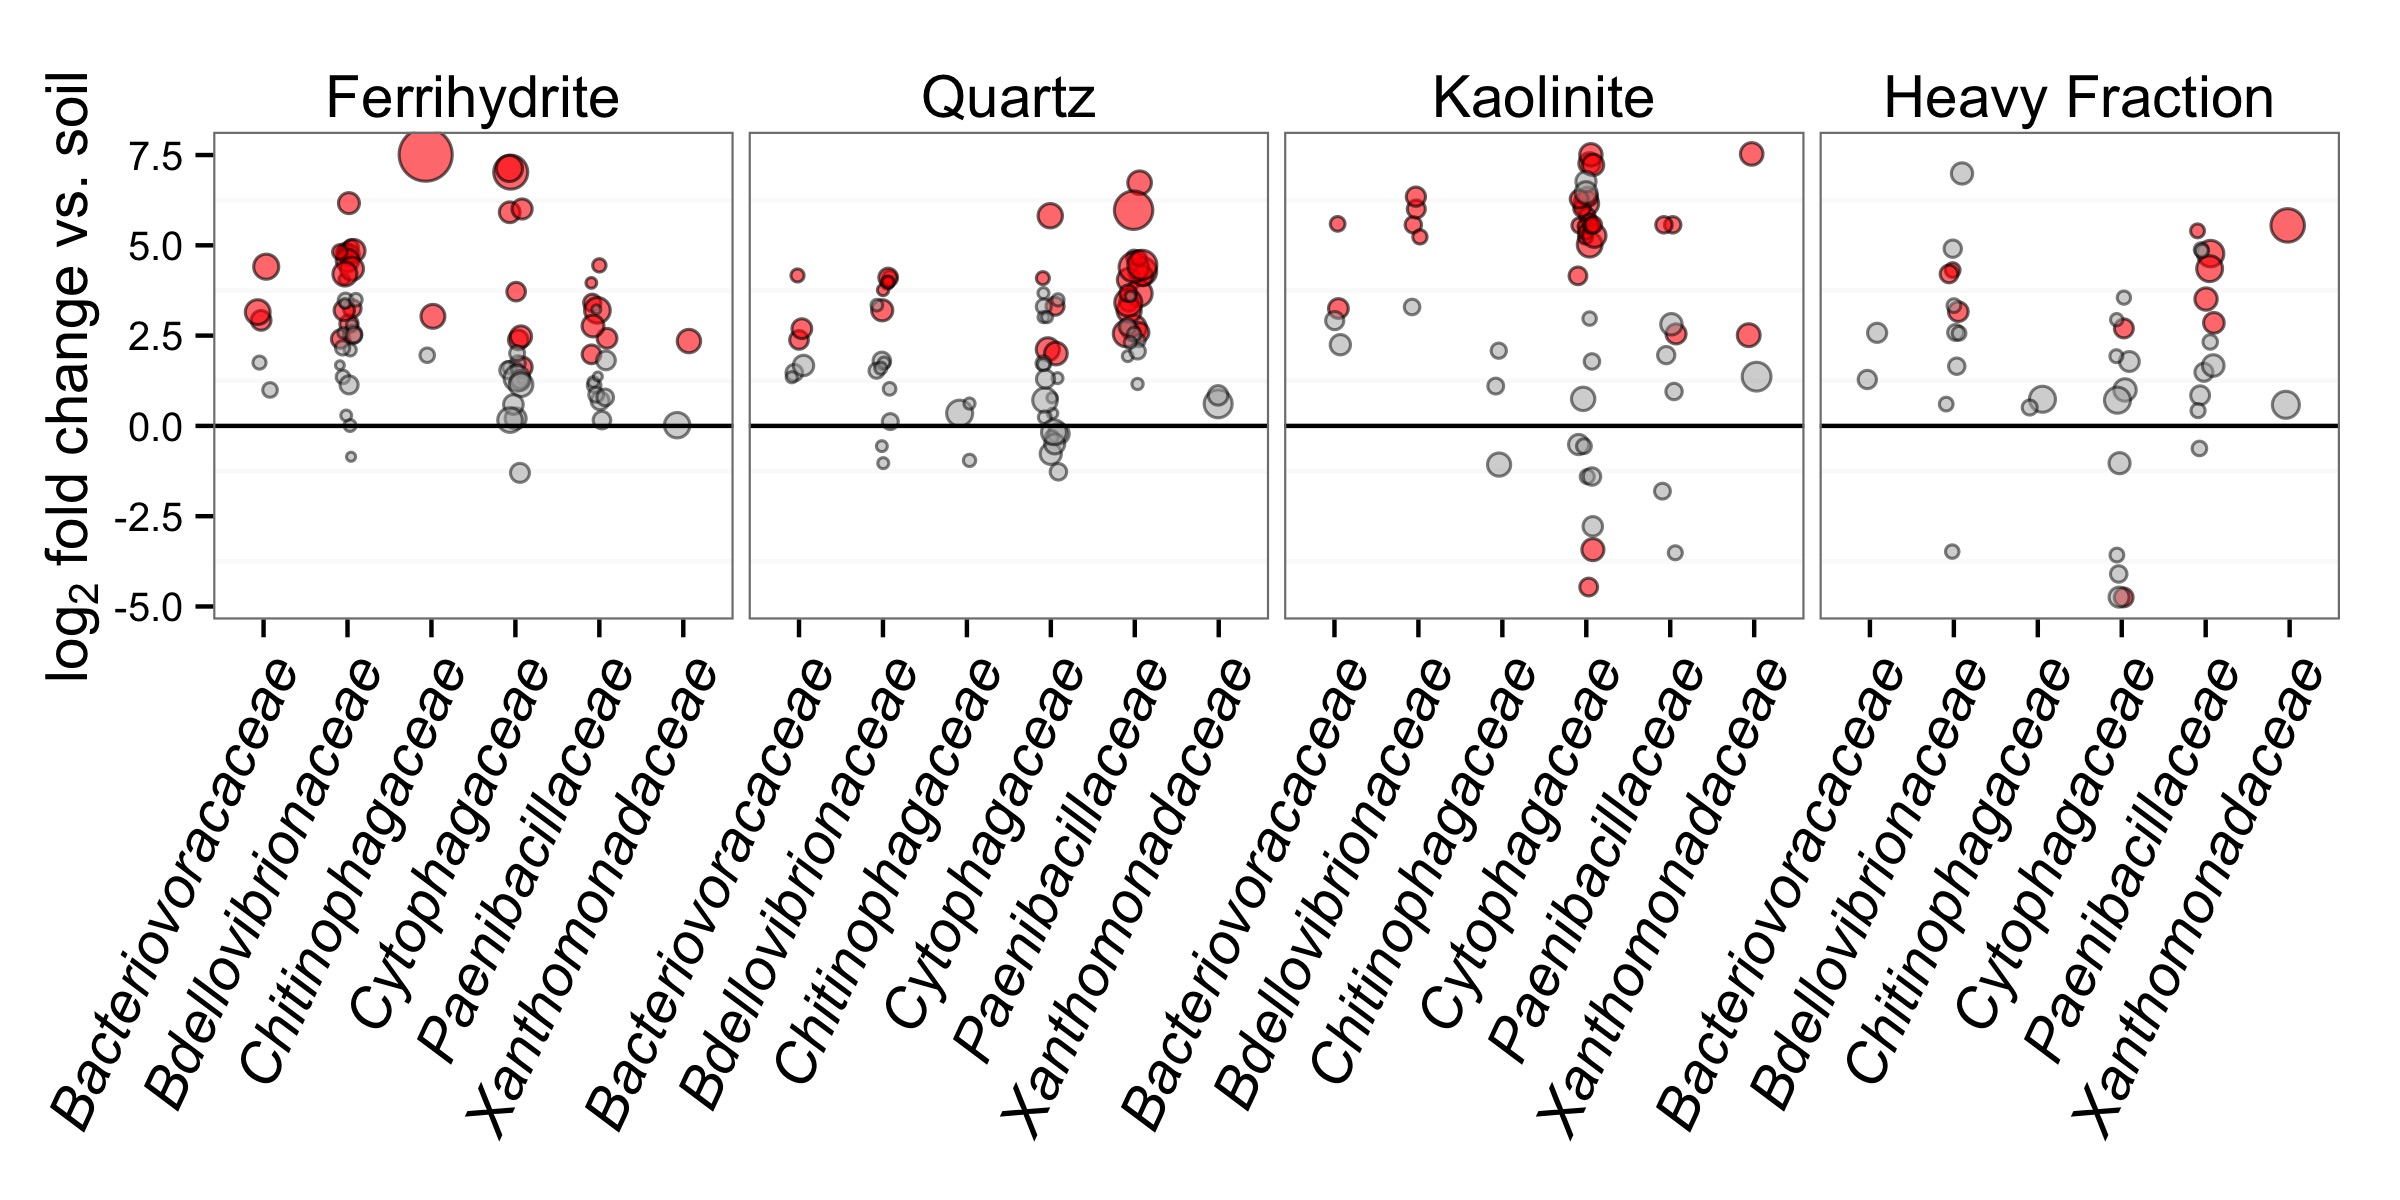 Ferrihydrite
Quartz
Kaolinite
Heavy Fraction
log₂ fold change vs. soil
7.5
5.0
2.5
0.0
-2.5
-5.0
Bacteriovoracaceae
Bdellovibrionaceae
Chitinophagaceae
Cytophagaceae
Paenibacillaceae
Xanthomonadaceae
Bacteriovoracaceae
Bdellovibrionaceae
Chitinophagaceae
Cytophagaceae
Paenibacillaceae
Xanthomonadaceae
Bacteriovoracaceae
Bdellovibrionaceae
Chitinophagaceae
Cytophagaceae
Paenibacillaceae
Xanthomonadaceae
Bacteriovoracaceae
Bdellovibrionaceae
Chitinophagaceae
Cytophagaceae
Paenibacillaceae
Xanthomonadaceae